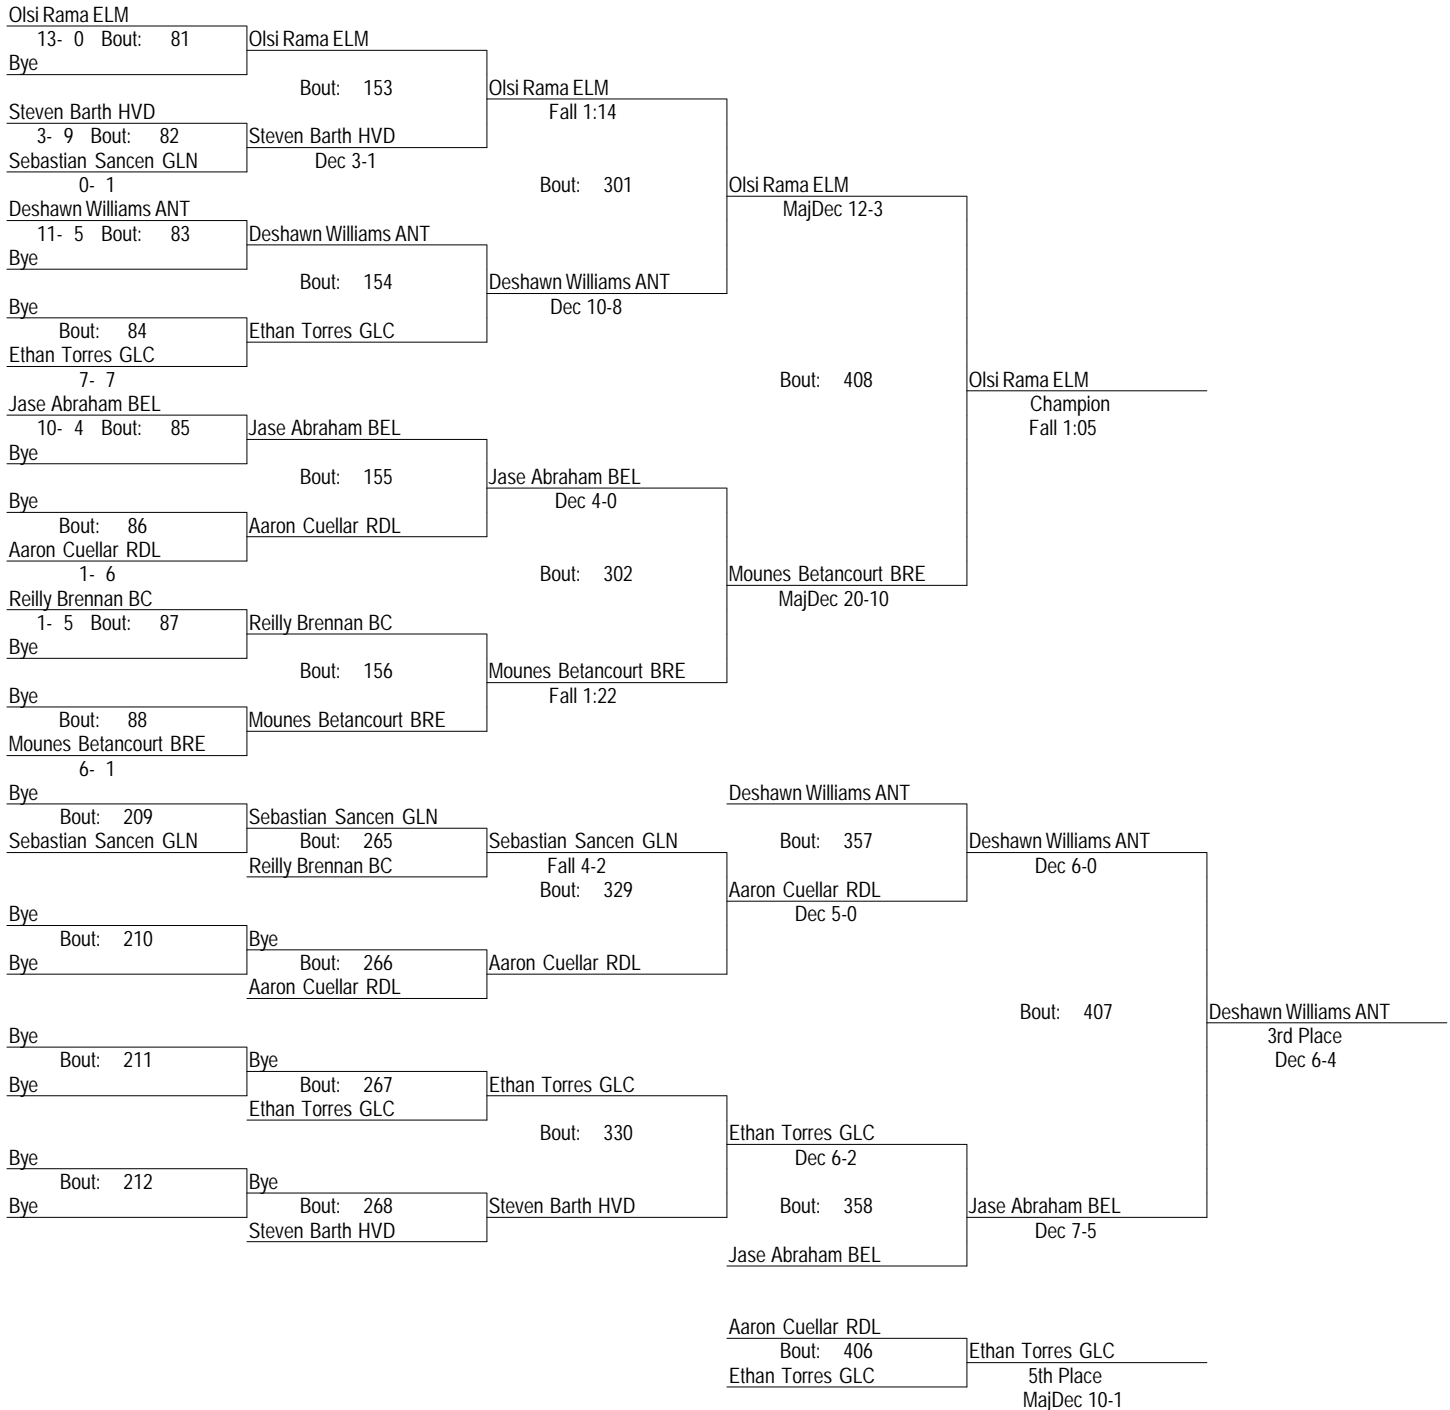 Olsi Rama ELM
13- 0 Bout: 81 Olsi Rama ELM
Bye
Bout: 153 Olsi Rama ELM
Steven Barth HVD Fall 1:14
3- 9 Bout: 82 Steven Barth HVD
Sebastian Sancen GLN Dec 3-1
0- 1 Bout: 301 Olsi Rama ELM
Deshawn Williams ANT MajDec 12-3
11- 5 Bout: 83 Deshawn Williams ANT
Bye
Bout: 154 Deshawn Williams ANT
Bye Dec 10-8
Bout: 84 Ethan Torres GLC
Ethan Torres GLC
7- 7 Bout: 408 Olsi Rama ELM
Jase Abraham BEL Champion
10- 4 Bout: 85 Jase Abraham BEL Fall 1:05
Bye
Bout: 155 Jase Abraham BEL
Bye Dec 4-0
Bout: 86 Aaron Cuellar RDL
Aaron Cuellar RDL
1- 6 Bout: 302 Mounes Betancourt BRE
Reilly Brennan BC MajDec 20-10
1- 5 Bout: 87 Reilly Brennan BC
Bye
Bout: 156 Mounes Betancourt BRE
Bye Fall 1:22
Bout: 88 Mounes Betancourt BRE
Mounes Betancourt BRE
6- 1
Bye Deshawn Williams ANT
Bout: 209 Sebastian Sancen GLN
Sebastian Sancen GLN Bout: 265 Sebastian Sancen GLN Bout: 357 Deshawn Williams ANT
Reilly Brennan BC Fall 4-2 Dec 6-0
Bout: 329 Aaron Cuellar RDL
Bye Dec 5-0
Bout: 210 Bye
Bye Bout: 266 Aaron Cuellar RDL
Aaron Cuellar RDL
Bout: 407 Deshawn Williams ANT
Bye 3rd Place
Bout: 211 Bye Dec 6-4
Bye Bout: 267 Ethan Torres GLC
Ethan Torres GLC
Bout: 330 Ethan Torres GLC
Bye Dec 6-2
Bout: 212 Bye
Bye Bout: 268 Steven Barth HVD Bout: 358 Jase Abraham BEL
Steven Barth HVD Dec 7-5
Jase Abraham BEL
Aaron Cuellar RDL
Bout: 406 Ethan Torres GLC
Ethan Torres GLC 5th Place
MajDec 10-1